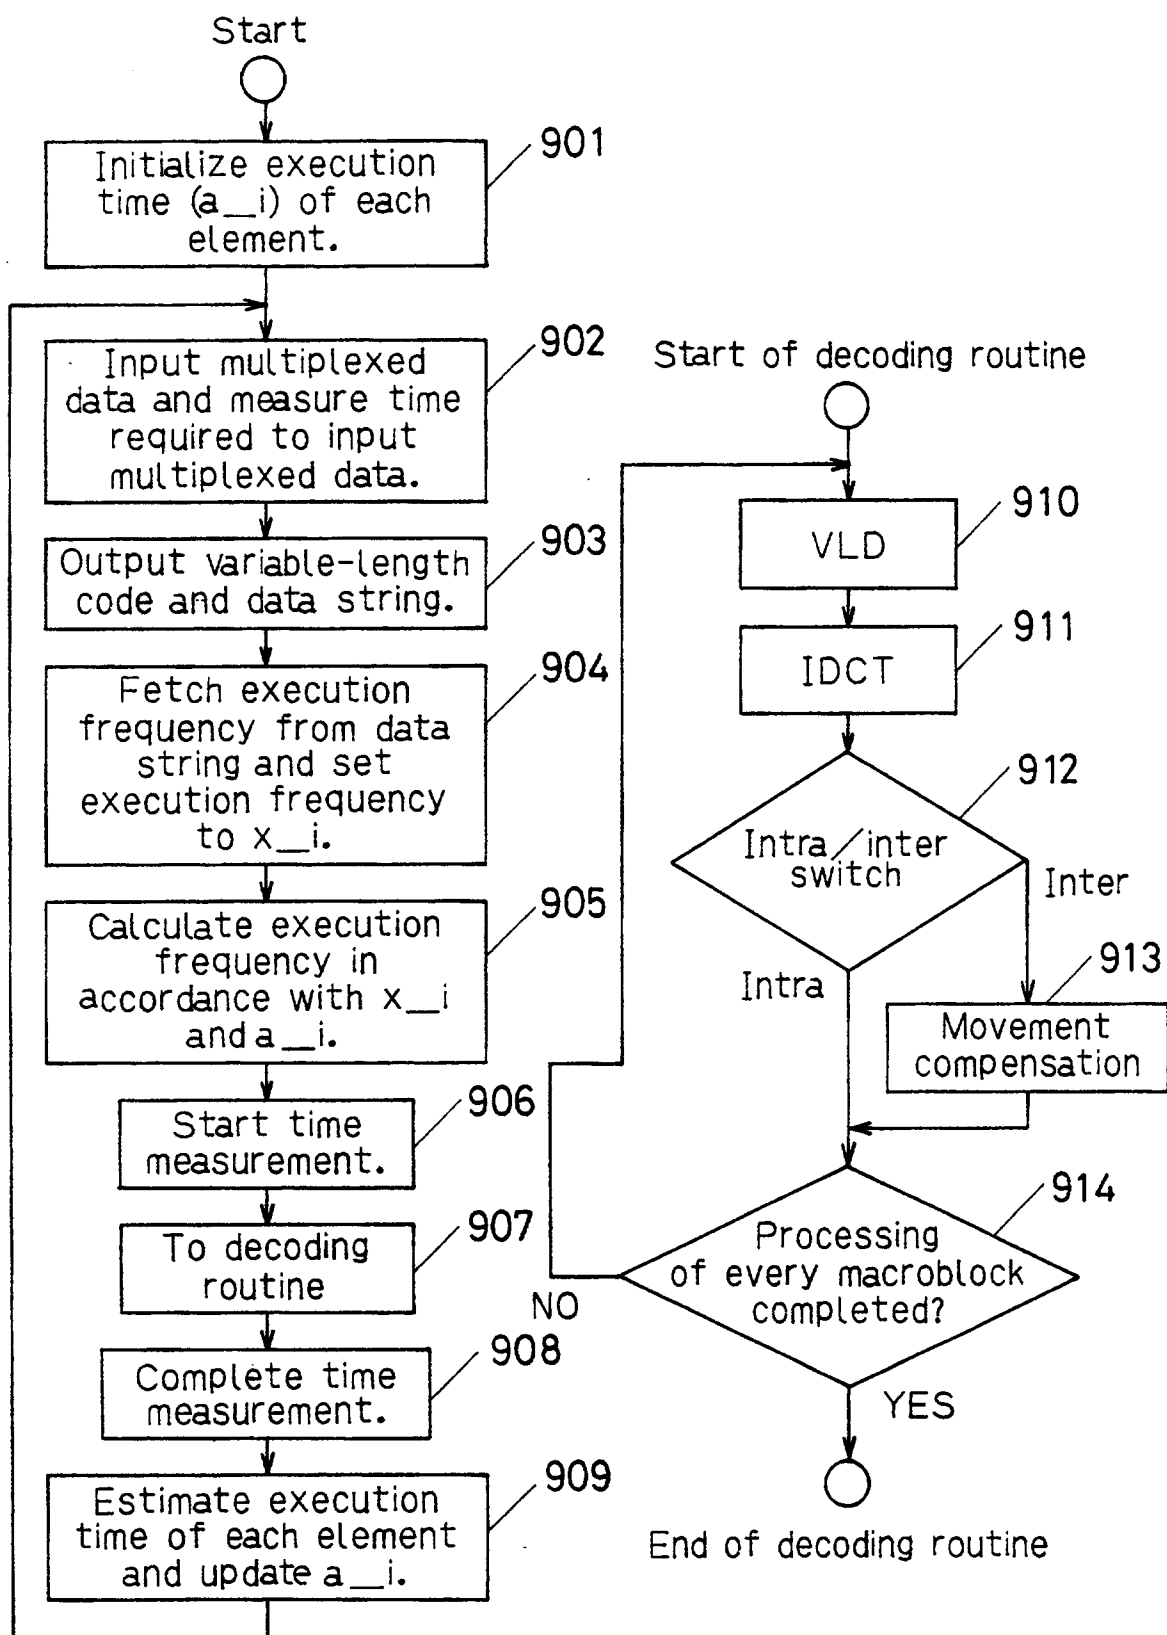 Start
901
Initialize execution
time (a__i) of each
element.
902
Input multiplexed
data and measure time
required to input
multiplexed data.
903
Output variable-length
code and data string.
904
Fetch execution
frequency from data
string and set
execution frequency
to x__i.
905
Calculate execution
frequency in
accordance with x__i
and a__i.
906
Start time
measurement.
907
To decoding
routine
908
Complete time
measurement.
909
Estimate execution
time of each element
and update a__i.
Start of decoding routine
910
VLD
911
IDCT
912
Intra/inter
switch
Inter
Intra
913
Movement
compensation
914
Processing
of every macroblock
completed?
NO
YES
End of decoding routine